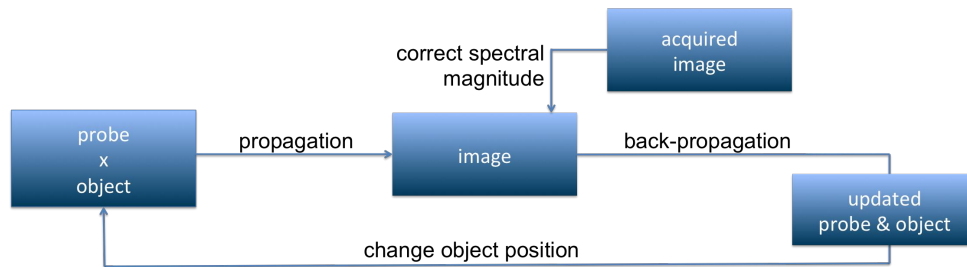 correct spectral
magnitude
acquired
image
probe
x
object
propagation
image
back-propagation
updated
probe & object
change object position